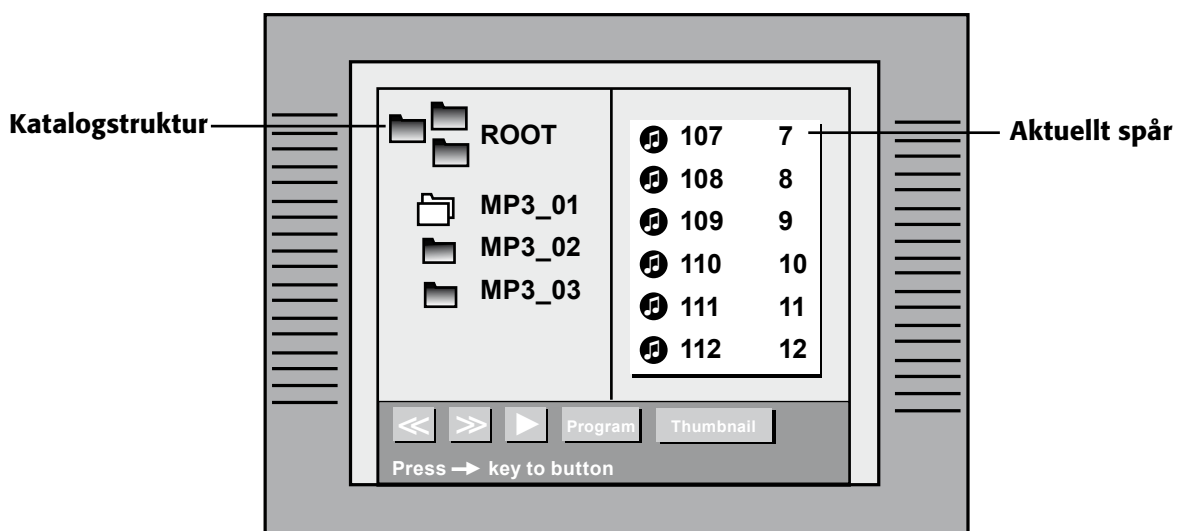 Katalogstruktur
ROOT
MP3_01
MP3_02
MP3_03
107 7
108 8
109 9
110 10
111 11
112 12
Aktuellt spår
Program Thumbnail
Press → key to button